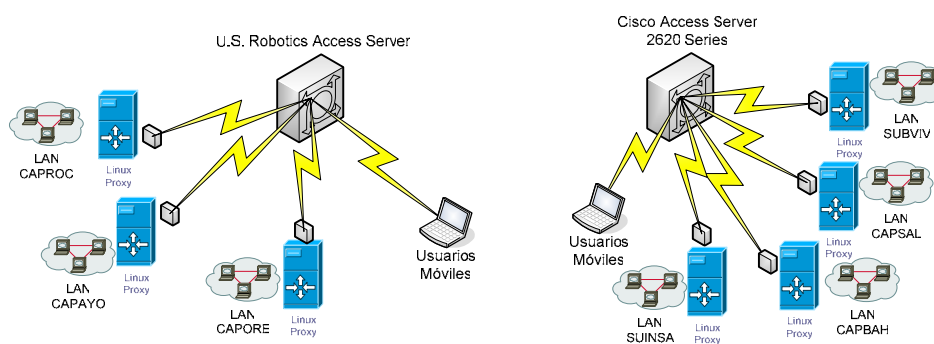 U.S. Robotics Access Server
LAN
CAPROC
Linux
Proxy
LAN
CAPAYO
Linux
Proxy
LAN
CAPORE
Linux
Proxy
Usuarios
Móviles
Cisco Access Server
2620 Series
Usuarios
Móviles
LAN
SUINSA
Linux
Proxy
Linux
Proxy
LAN
CAPBAH
LAN
CAPSAL
Linux
Proxy
LAN
SUBVIV